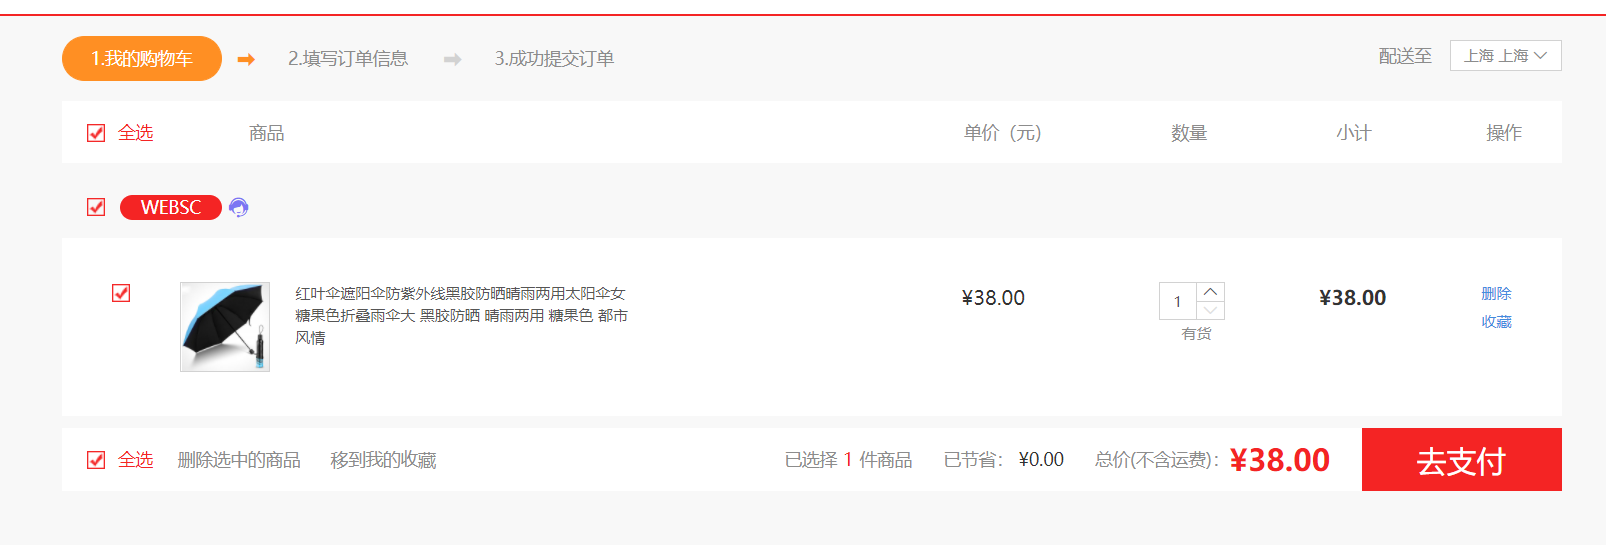 1.我的购物车 2.填写订单信息 3.成功提交订单 配送至 上海 上海
全选 商品 单价（元） 数量 小计 操作
WEBSC
红叶伞遮阳伞防紫外线黑胶防晒晴雨两用太阳伞女 ¥38.00 1 ¥38.00 删除
糖果色折叠雨伞大 黑胶防晒 晴雨两用 糖果色 都市 收藏
风情 有货
全选 删除选中的商品 移到我的收藏 已选择 1 件商品 已节省： ¥0.00 总价(不含运费)： ¥38.00 去支付